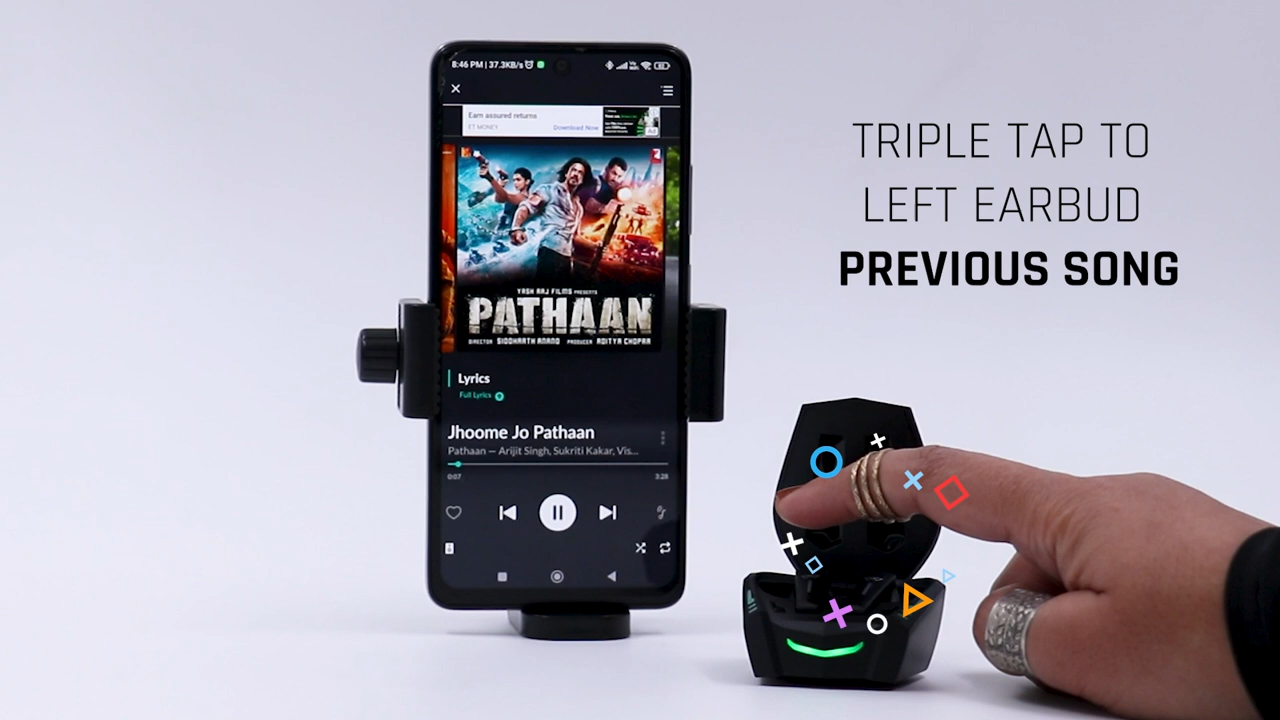 8:46 PM | 37.3KB/s
Earn assured returns
ET MONEY
Download Now
Ad
YASH RAJ FILMS PRESENTS
PATHAAN
DIRECTOR SIDDHARTH ANAND PRODUCER ADITYA CHOPRA
Lyrics
Full Lyrics
Jhoome Jo Pathaan
Pathaan — Arijit Singh, Sukriti Kakar, Vis...
0:07
3:28
TRIPLE TAP TO
LEFT EARBUD
PREVIOUS SONG